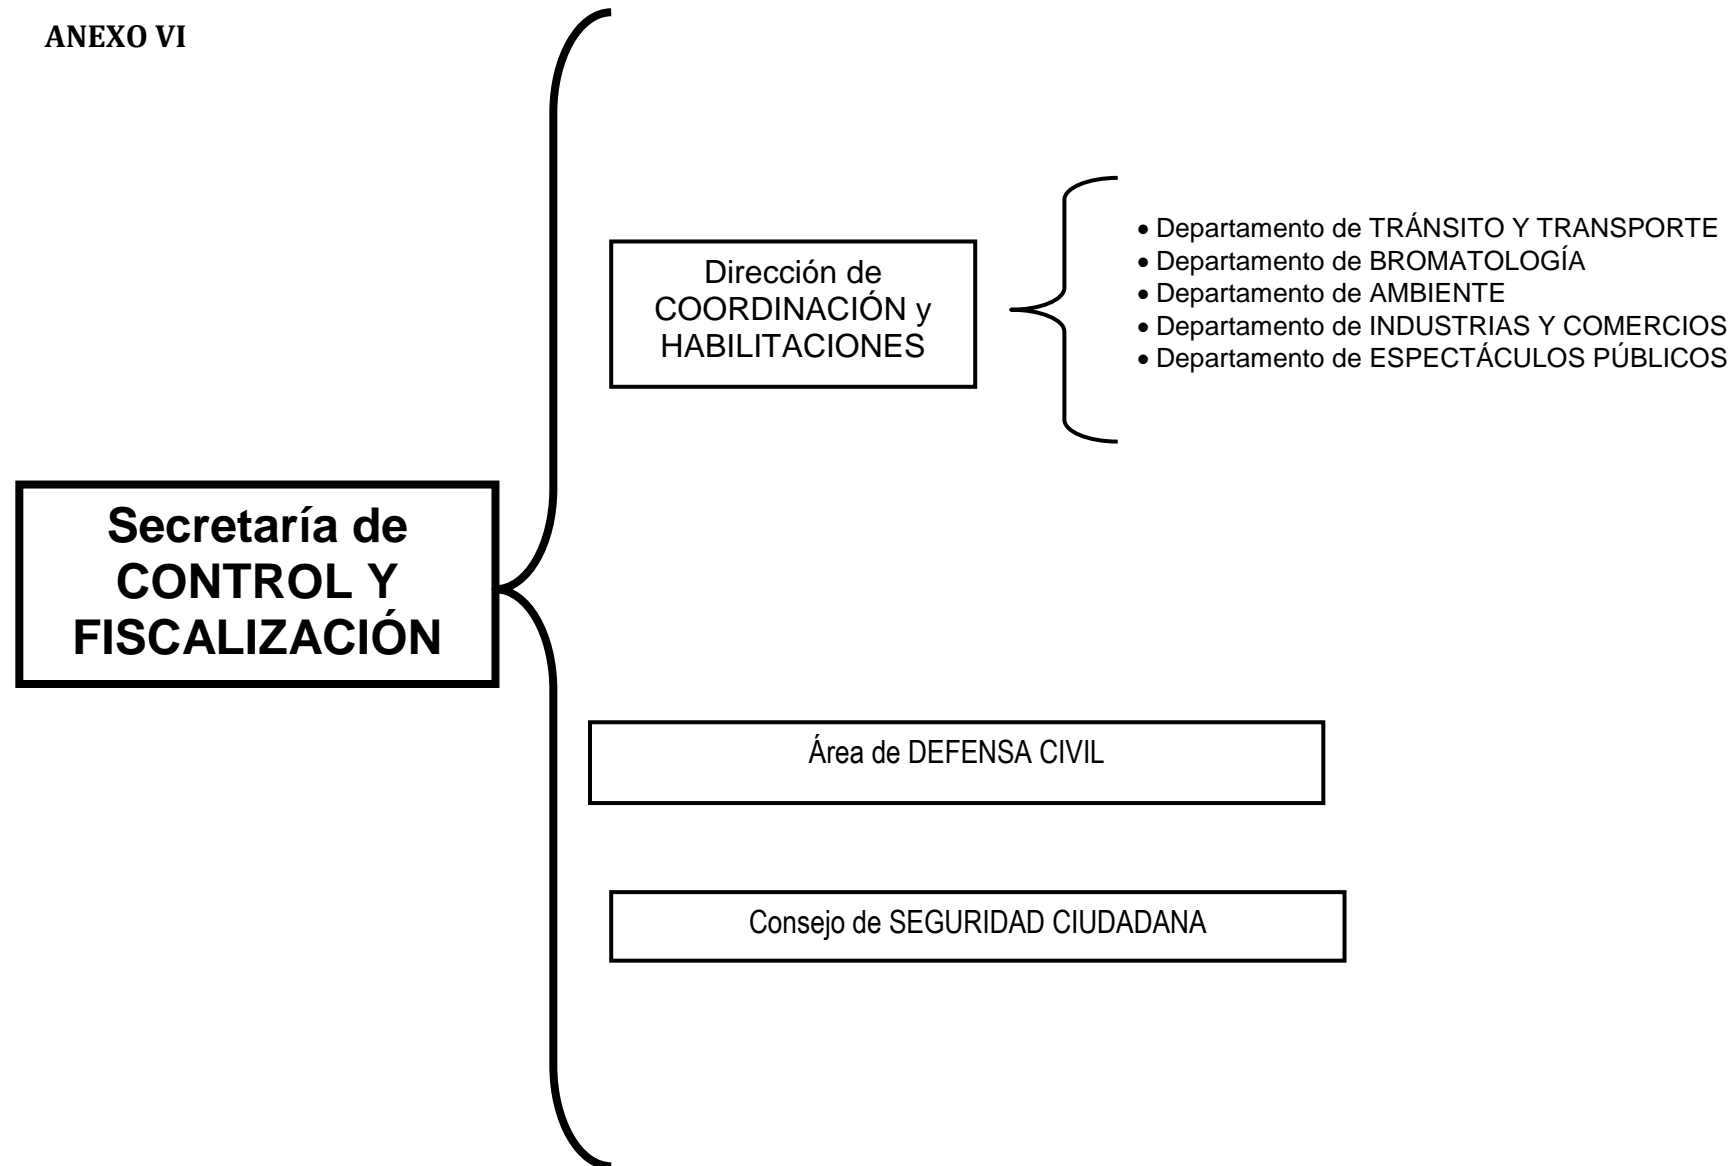 ANEXO VI
Dirección de
COORDINACIÓN y
HABILITACIONES
• Departamento de TRÁNSITO Y TRANSPORTE
• Departamento de BROMATOLOGÍA
• Departamento de AMBIENTE
• Departamento de INDUSTRIAS Y COMERCIOS
• Departamento de ESPECTÁCULOS PÚBLICOS
Secretaría de
CONTROL Y
FISCALIZACIÓN
Área de DEFENSA CIVIL
Consejo de SEGURIDAD CIUDADANA